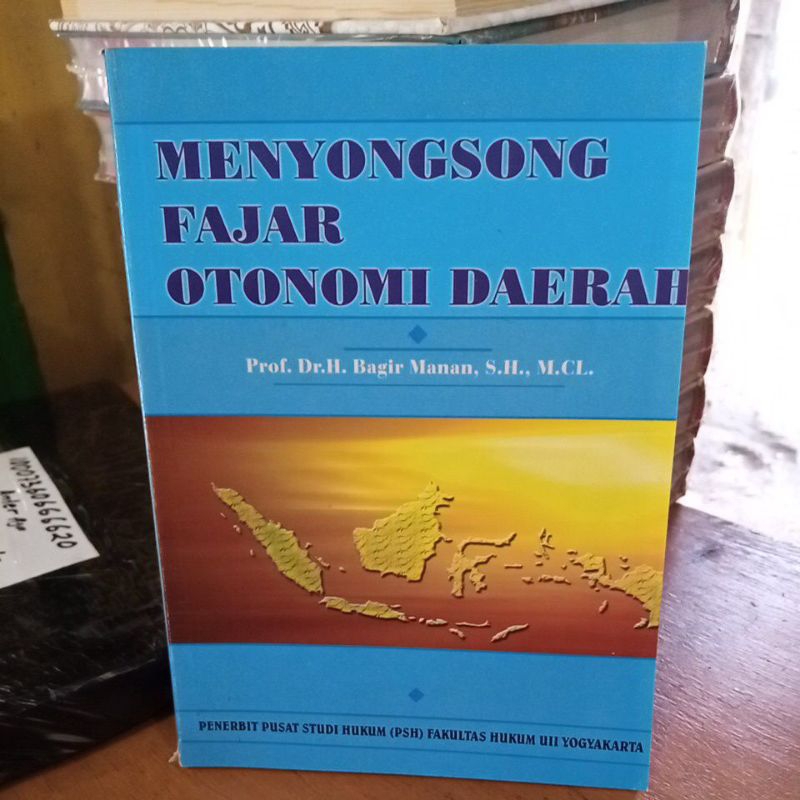 MENYONGSONG
FAJAR
OTONOMI DAERAH
Prof. Dr.H. Bagir Manan, S.H., M.CL.
PENERBIT PUSAT STUDI HUKUM (PSH) FAKULTAS HUKUM UII YOGYAKARTA